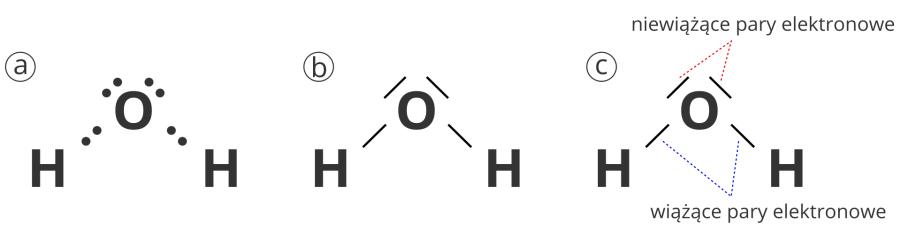 niewiążące pary elektronowe
a
b
c
O
O
O
H H
H H
H H
wiążące pary elektronowe